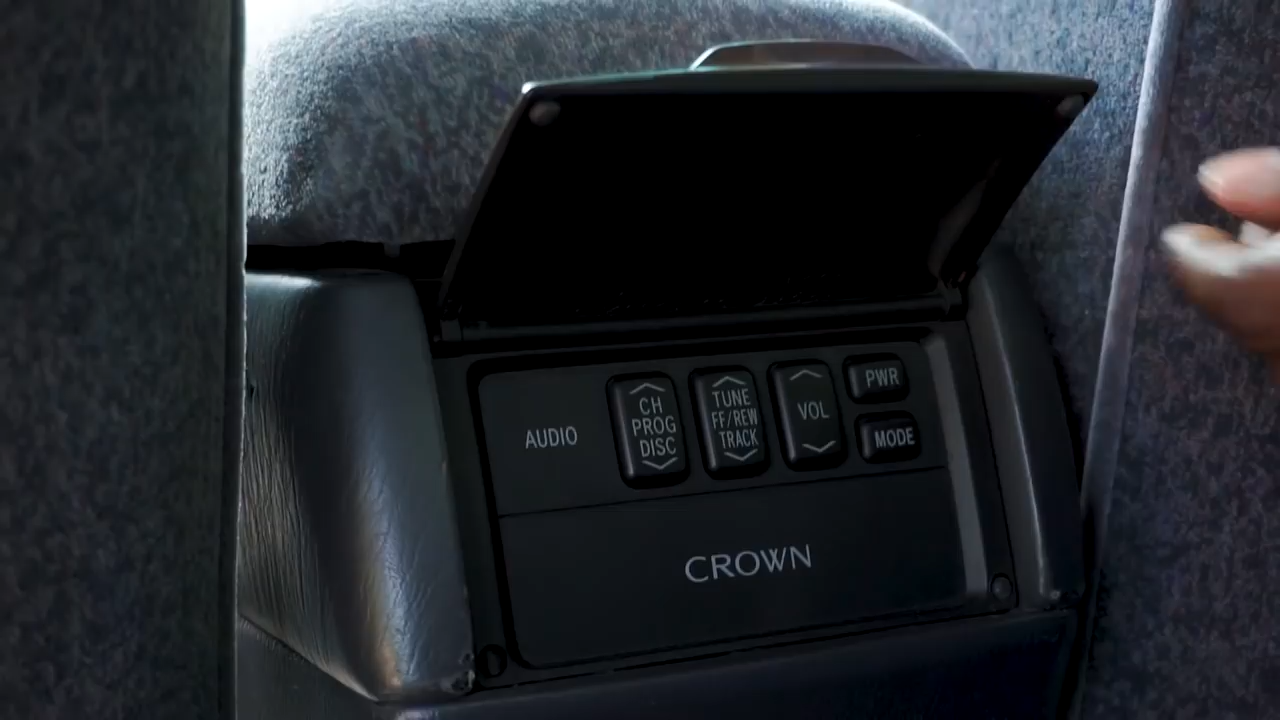 AUDIO
CH
PROG
DISC
TUNE
FF/REW
TRACK
VOL
PWR
MODE
CROWN